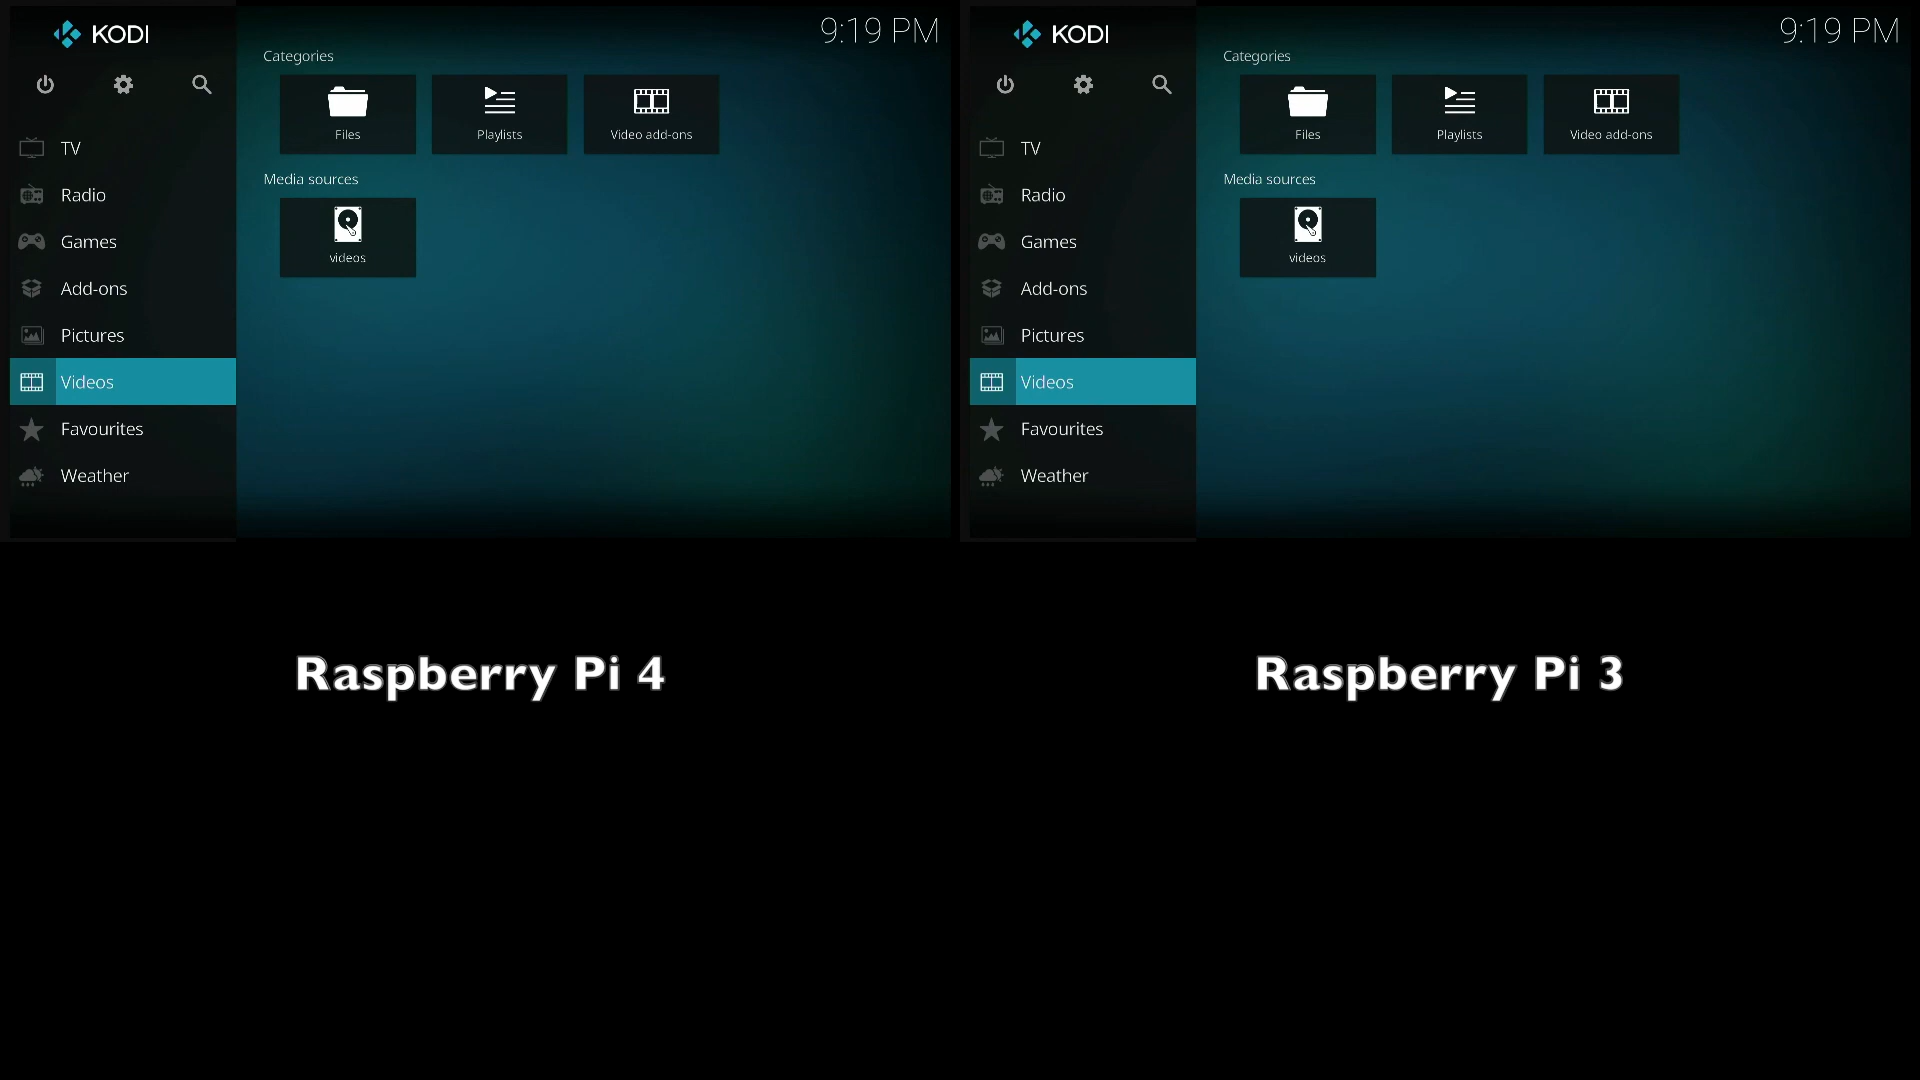 KODI
9:19 PM
Categories
Files
Playlists
Video add-ons
TV
Media sources
Radio
Games
videos
Add-ons
Pictures
Videos
Favourites
Weather
KODI
9:19 PM
Categories
Files
Playlists
Video add-ons
TV
Media sources
Radio
Games
videos
Add-ons
Pictures
Videos
Favourites
Weather
Raspberry Pi 4
Raspberry Pi 3